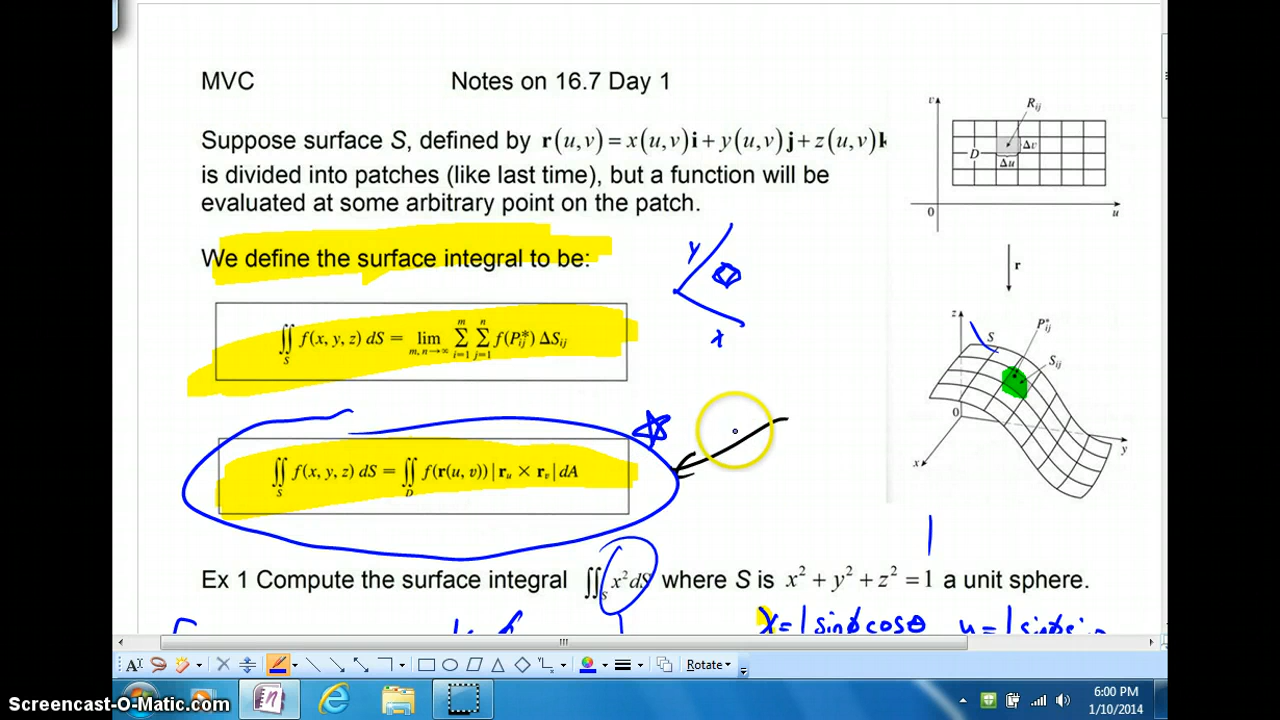 MVC Notes on 16.7 Day 1
Suppose surface S, defined by r(u,v)=x(u,v)i+y(u,v)j+z(u,v)k
is divided into patches (like last time), but a function will be
evaluated at some arbitrary point on the patch.
We define the surface integral to be:
∬_S f(x, y, z) dS = lim_{m, n→∞} Σ_{i=1}^{m} Σ_{j=1}^{n} f(P*_ij) ΔS_ij
y
x
∬_S f(x, y, z) dS = ∬_D f(r(u, v)) | r_u × r_v | dA
v
R_ij
D
Δv
Δu
0
u
r
z
S
P*_ij
S_ij
0
x
y
Ex 1 Compute the surface integral ∬_S x² dS where S is x² + y² + z² = 1 a unit sphere.
1
x = 1 sinφ cosθ
A
Rotate
Screencast-O-Matic.com
6:00 PM
1/10/2014